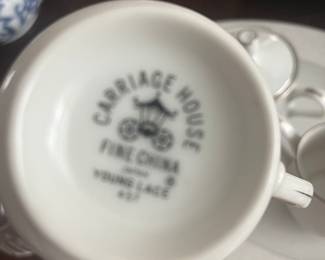 CARRIAGE HOUSE
FINE CHINA
JAPAN
YOUNG LACE
®